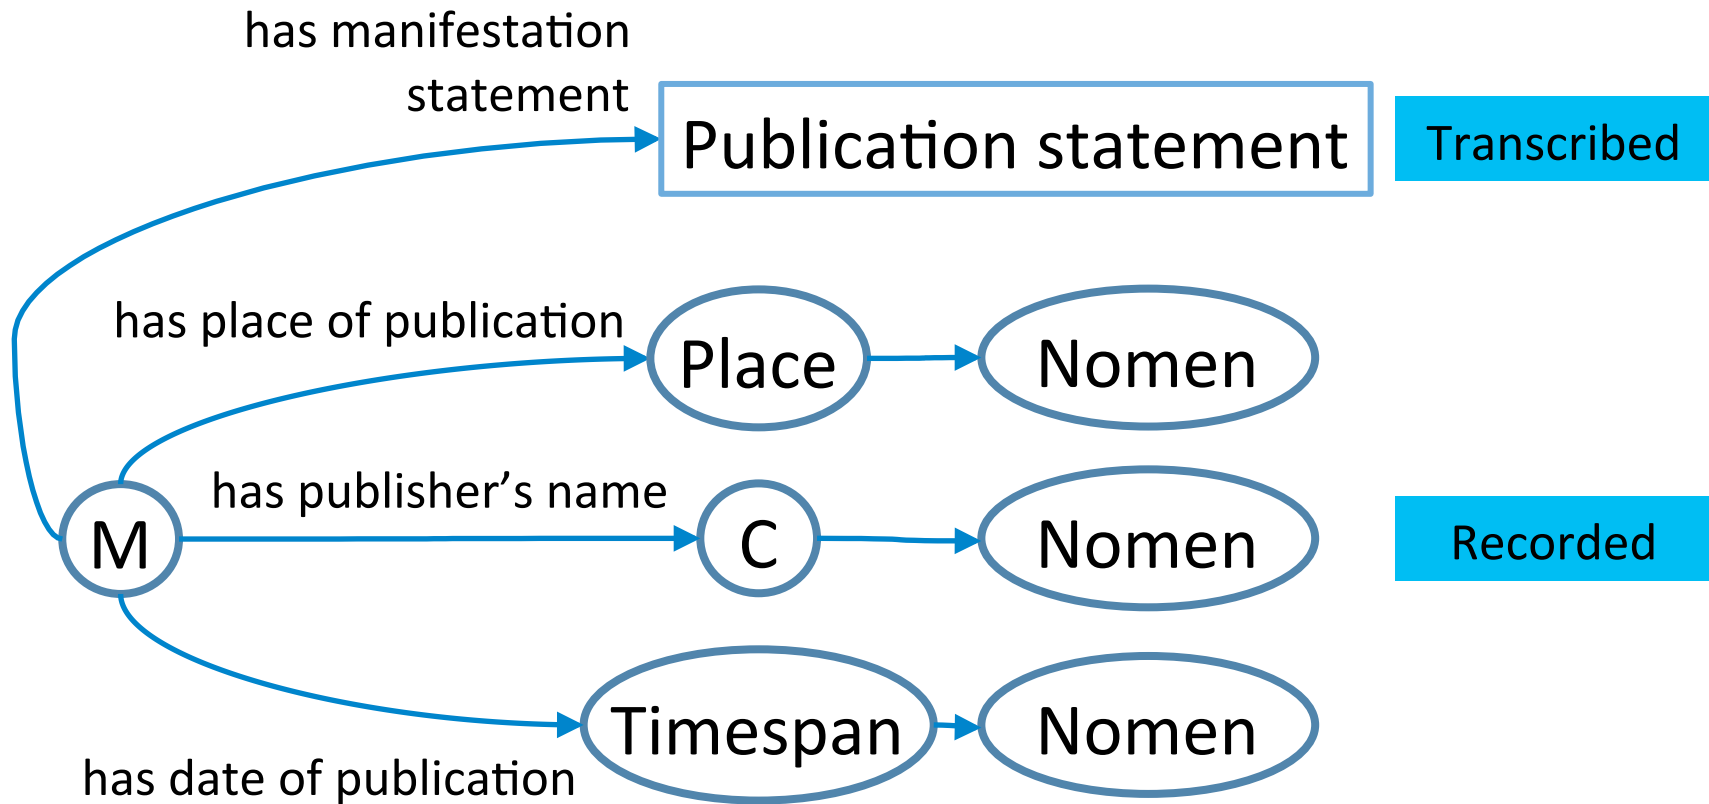 has manifestation
statement
Publication statement
Transcribed
has place of publication
Place
Nomen
has publisher’s name
M
C
Nomen
Recorded
Timespan
Nomen
has date of publication